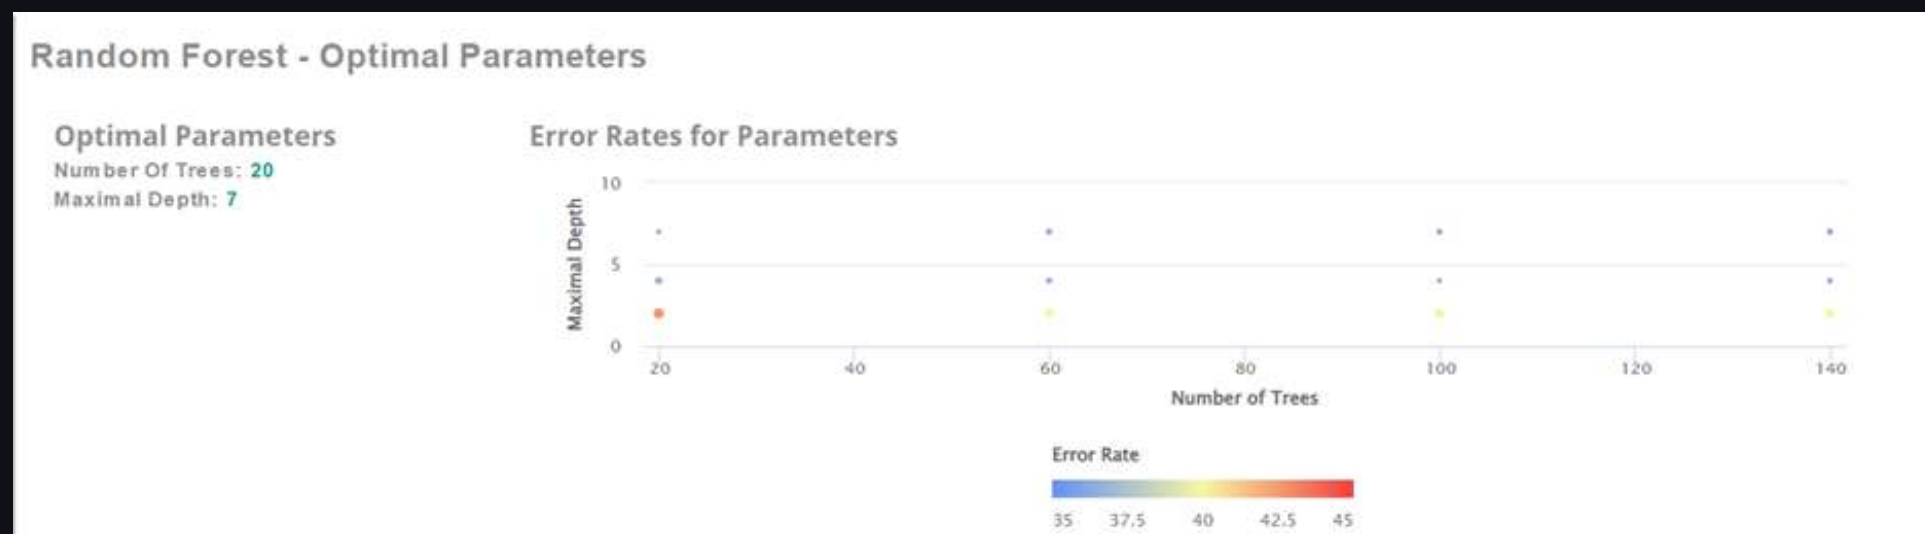 Random Forest - Optimal Parameters
Optimal Parameters
Number Of Trees: 20
Maximal Depth: 7
Error Rates for Parameters
Maximal Depth
10
5
0
20 40 60 80 100 120 140
Number of Trees
Error Rate
35 37.5 40 42.5 45